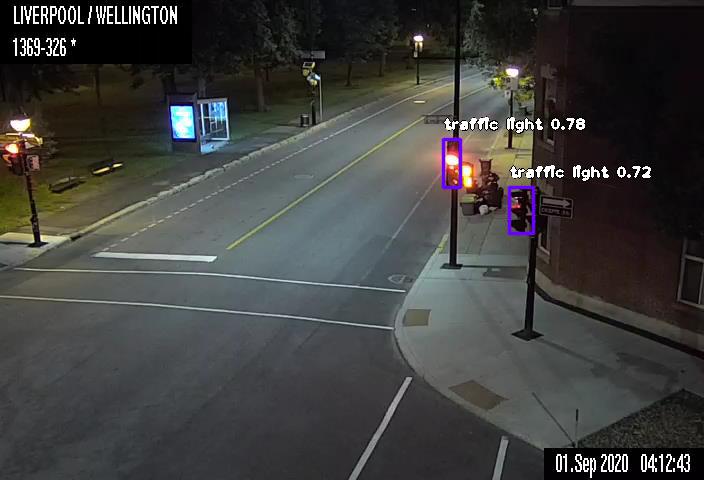 LIVERPOOL / WELLINGTON
1369-326 *
traffic light 0.78
traffic light 0.72
01.Sep 2020 04:12:43